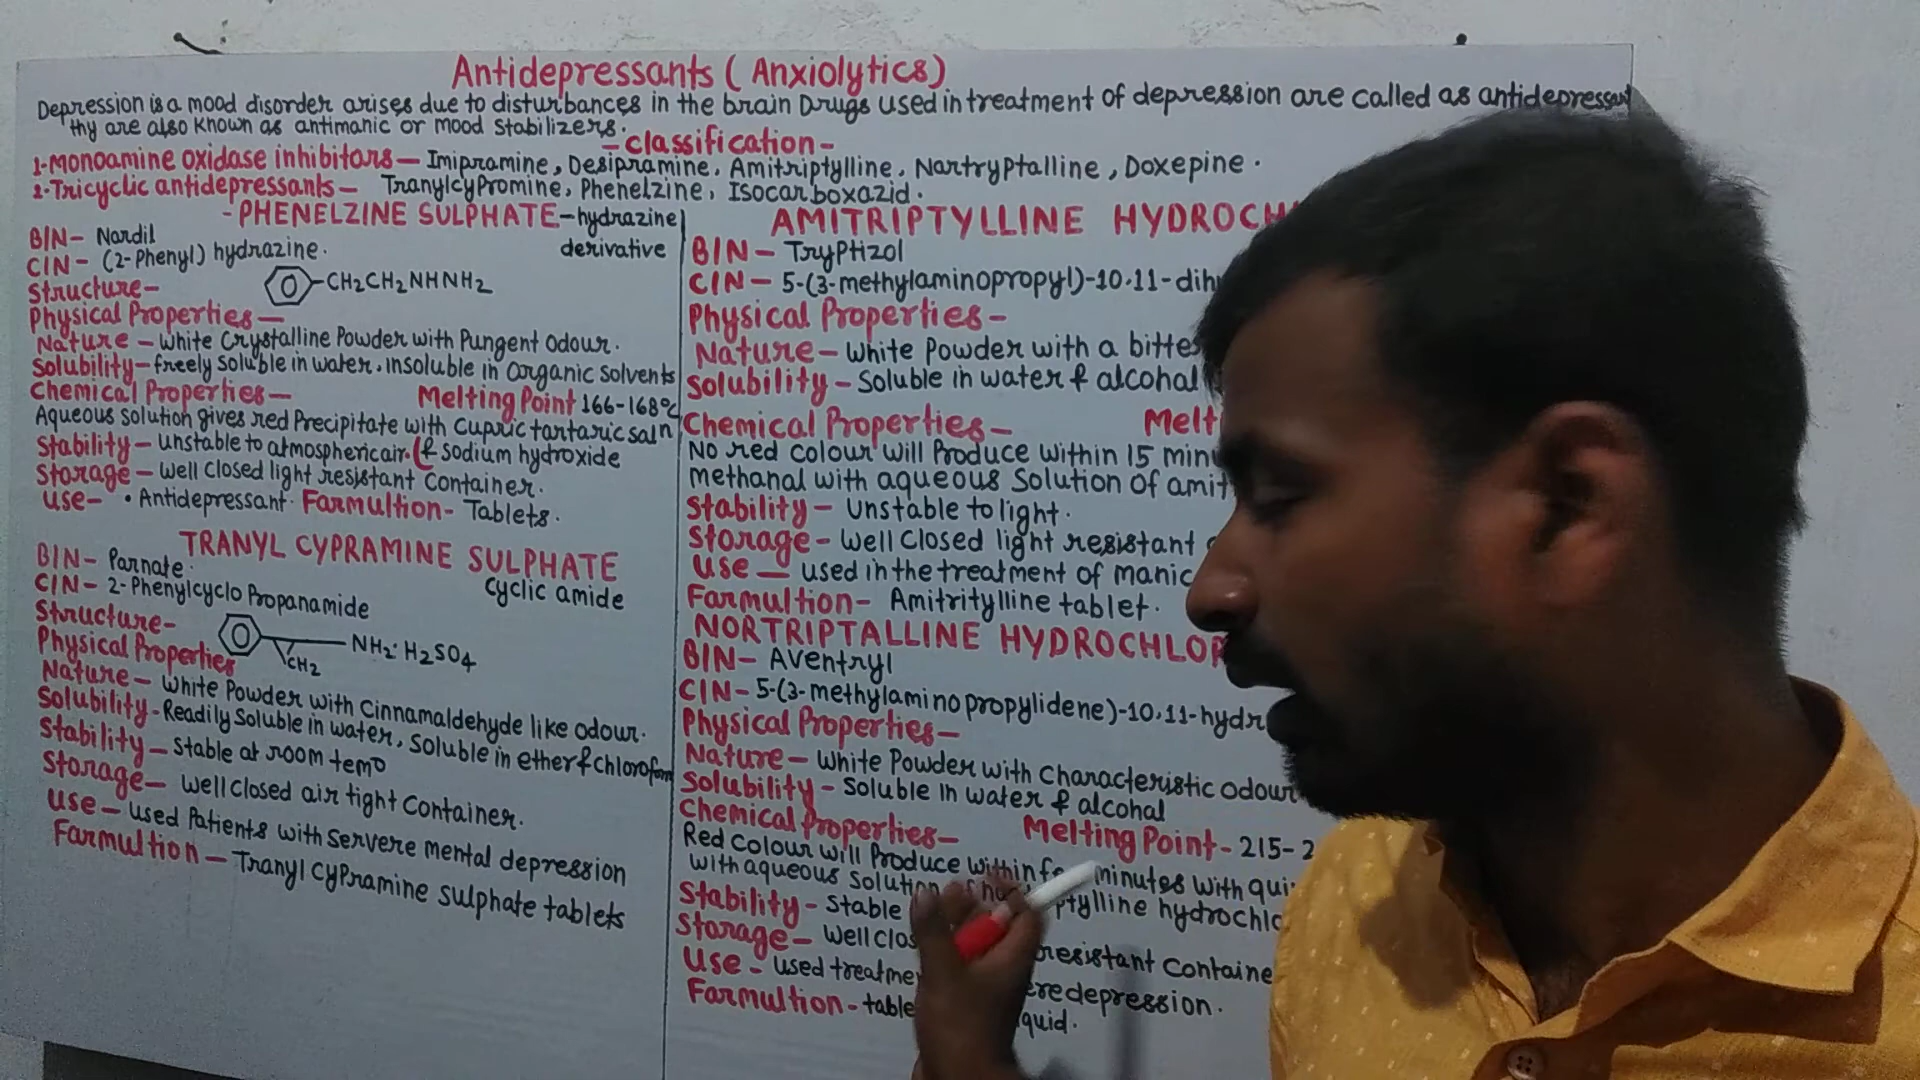 Antidepressants (Anxiolytics)
Depression is a mood disorder arises due to disturbances in the brain Drugs used in treatment of depression are called as antidepressant
thy are also known as antimanic or mood stabilizers.
-classification-
1-Monoamine oxidase inhibitors— Imipramine, Desipramine, Amitriptylline, Nartryptalline, Doxepine.
2-Tricyclic antidepressants— Tranylcypromine, Phenelzine, Isocarboxazid.
-PHENELZINE SULPHATE-hydrazine
derivative
BIN- Nardil
CIN- (2-Phenyl) hydrazine.
Structure-
CH2CH2NHNH2
Physical Properties—
Nature - White Crystalline Powder with Pungent odour.
Solubility-freely soluble in water, insoluble in organic solvents
Chemical Properties— Melting Point 166-168°C
Aqueous solution gives red Precipitate with Cupric tartaric saln
Stability- unstable to atmospheric air (& sodium hydroxide
Storage- Well closed light resistant Container.
Use- • Antidepressant. Farmultion- Tablets.
TRANYL CYPRAMINE SULPHATE
BIN- Parnate.
cyclic amide
CIN- 2-Phenylcyclo Propanamide
Structure-
NH2·H2SO4
CH2
Physical Properties
Nature- White Powder with Cinnamaldehyde like odour.
Solubility-Readily Soluble in water, Soluble in ether & chloroform
Stability- Stable at room temo
Storage- Well closed air tight Container.
Use- used Patients with Servere mental depression
Farmultion- Tranyl CyPramine sulphate tablets
AMITRIPTYLLINE HYDROCH
BIN- TryPtizol
CIN- 5-(3-methylaminopropyl)-10,11-dih
Physical Properties-
Nature- White Powder with a bitte
Solubility- Soluble in water & alcohal
Chemical Properties— Melt
No red colour will Produce within 15 min
methanal with aqueous Solution of amit
Stability- Unstable to light.
Storage- Well closed light resistant
Use— used in the treatment of manic
Farmultion- Amitritylline tablet.
NORTRIPTALLINE HYDROCHLOR
BIN- Aventryl
CIN-5-(3-methylaminopropylidene)-10,11-hydr
Physical Properties—
Nature- White Powder with characteristic odour
Solubility- Soluble in water & alcohal
Chemical Properties— Melting Point- 215-2
Red Colour will Produce within minutes with qui
with aqueous Solution ptylline hydrochlo
Stability- Stable
Storage- Well clos resistant containe
Use- used treatme depression.
Farmultion- table quid.